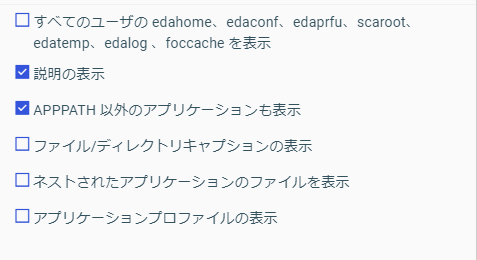 すべてのユーザの edahome、edaconf、edaprfu、scaroot、
edatemp、edalog 、foccache を表示
説明の表示
APPPATH 以外のアプリケーションも表示
ファイル/ディレクトリキャプションの表示
ネストされたアプリケーションのファイルを表示
アプリケーションプロファイルの表示